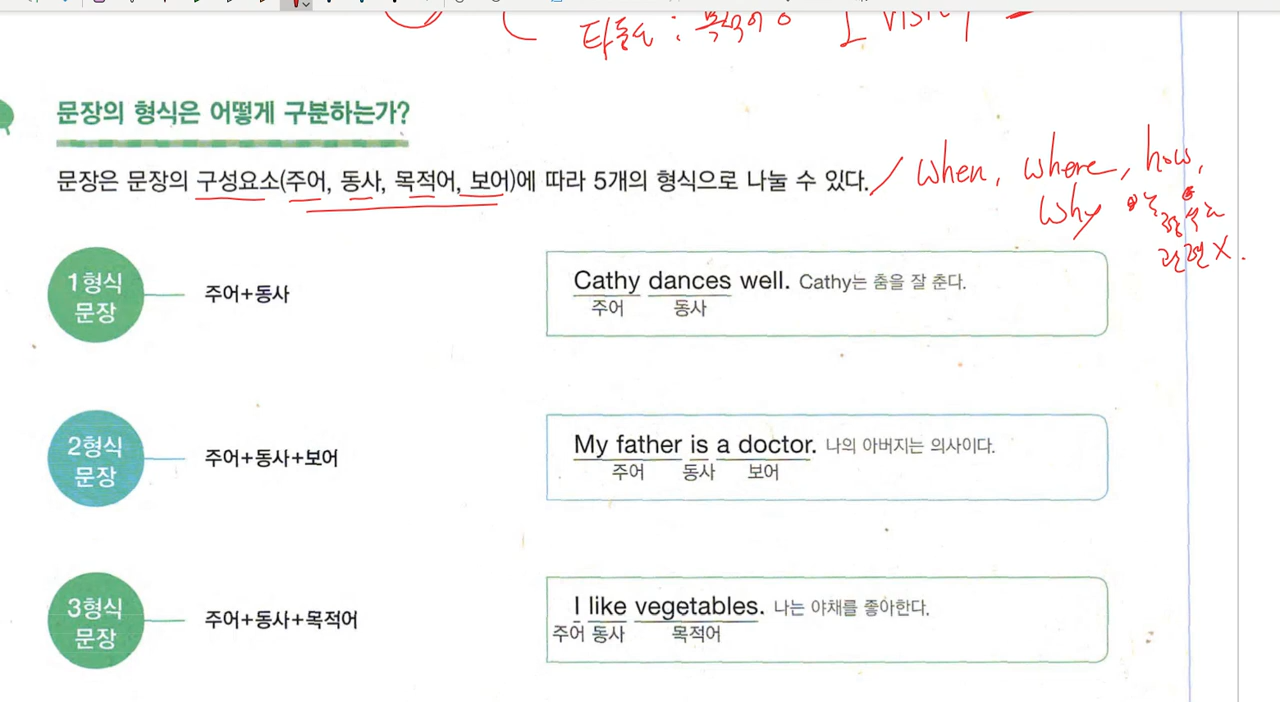 타동사 : 목적어 O I visit
문장의 형식은 어떻게 구분하는가?
문장은 문장의 구성요소(주어, 동사, 목적어, 보어)에 따라 5개의 형식으로 나눌 수 있다. / when, where, how,
why
관련 X.
1형식
문장
주어+동사
Cathy dances well. Cathy는 춤을 잘 춘다.
주어 동사
2형식
문장
주어+동사+보어
My father is a doctor. 나의 아버지는 의사이다.
주어 동사 보어
3형식
문장
주어+동사+목적어
I like vegetables. 나는 야채를 좋아한다.
주어 동사 목적어